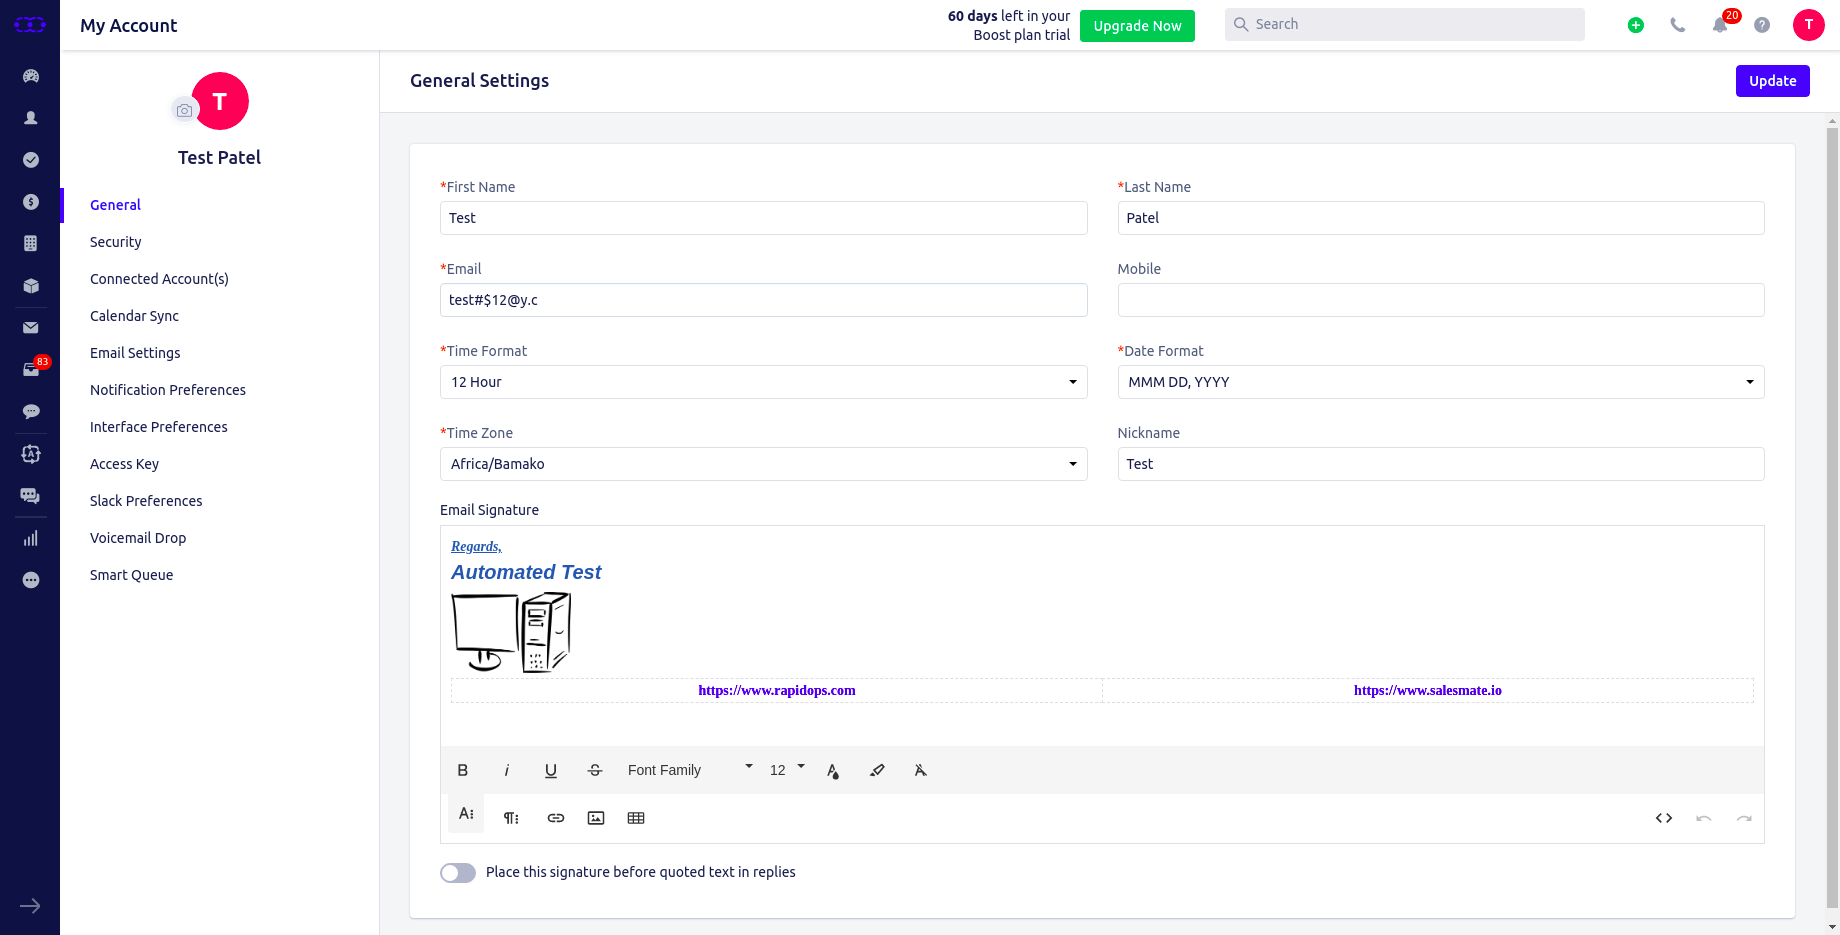 My Account
60 days left in your
Boost plan trial
Upgrade Now
Search
20
T
83
T
Test Patel
General
Security
Connected Account(s)
Calendar Sync
Email Settings
Notification Preferences
Interface Preferences
Access Key
Slack Preferences
Voicemail Drop
Smart Queue
General Settings
Update
*First Name
Test
*Last Name
Patel
*Email
test#$12@y.c
Mobile
*Time Format
12 Hour
*Date Format
MMM DD, YYYY
*Time Zone
Africa/Bamako
Nickname
Test
Email Signature
Regards,
Automated Test
https://www.rapidops.com
https://www.salesmate.io
Font Family
12
Place this signature before quoted text in replies